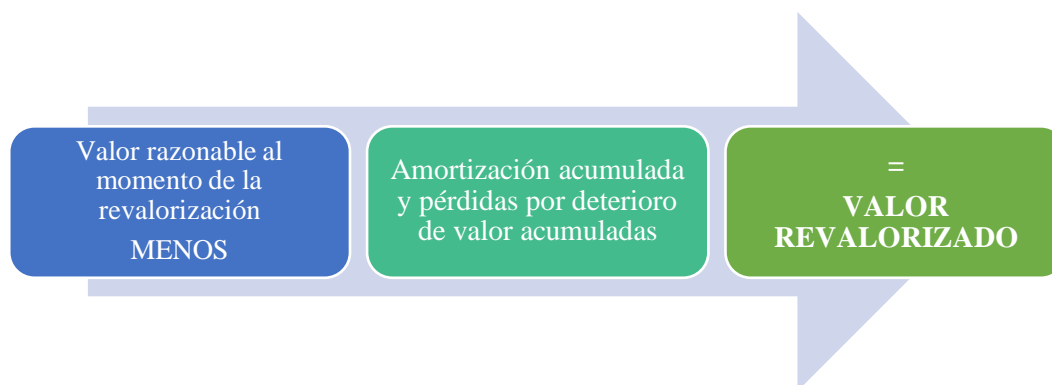 Valor razonable al
momento de la
revalorización
MENOS
Amortización acumulada
y pérdidas por deterioro
de valor acumuladas
=
VALOR
REVALORIZADO